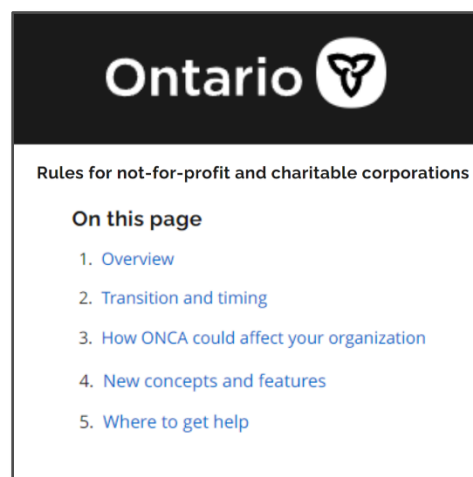 Ontario
Rules for not-for-profit and charitable corporations
On this page
1. Overview
2. Transition and timing
3. How ONCA could affect your organization
4. New concepts and features
5. Where to get help